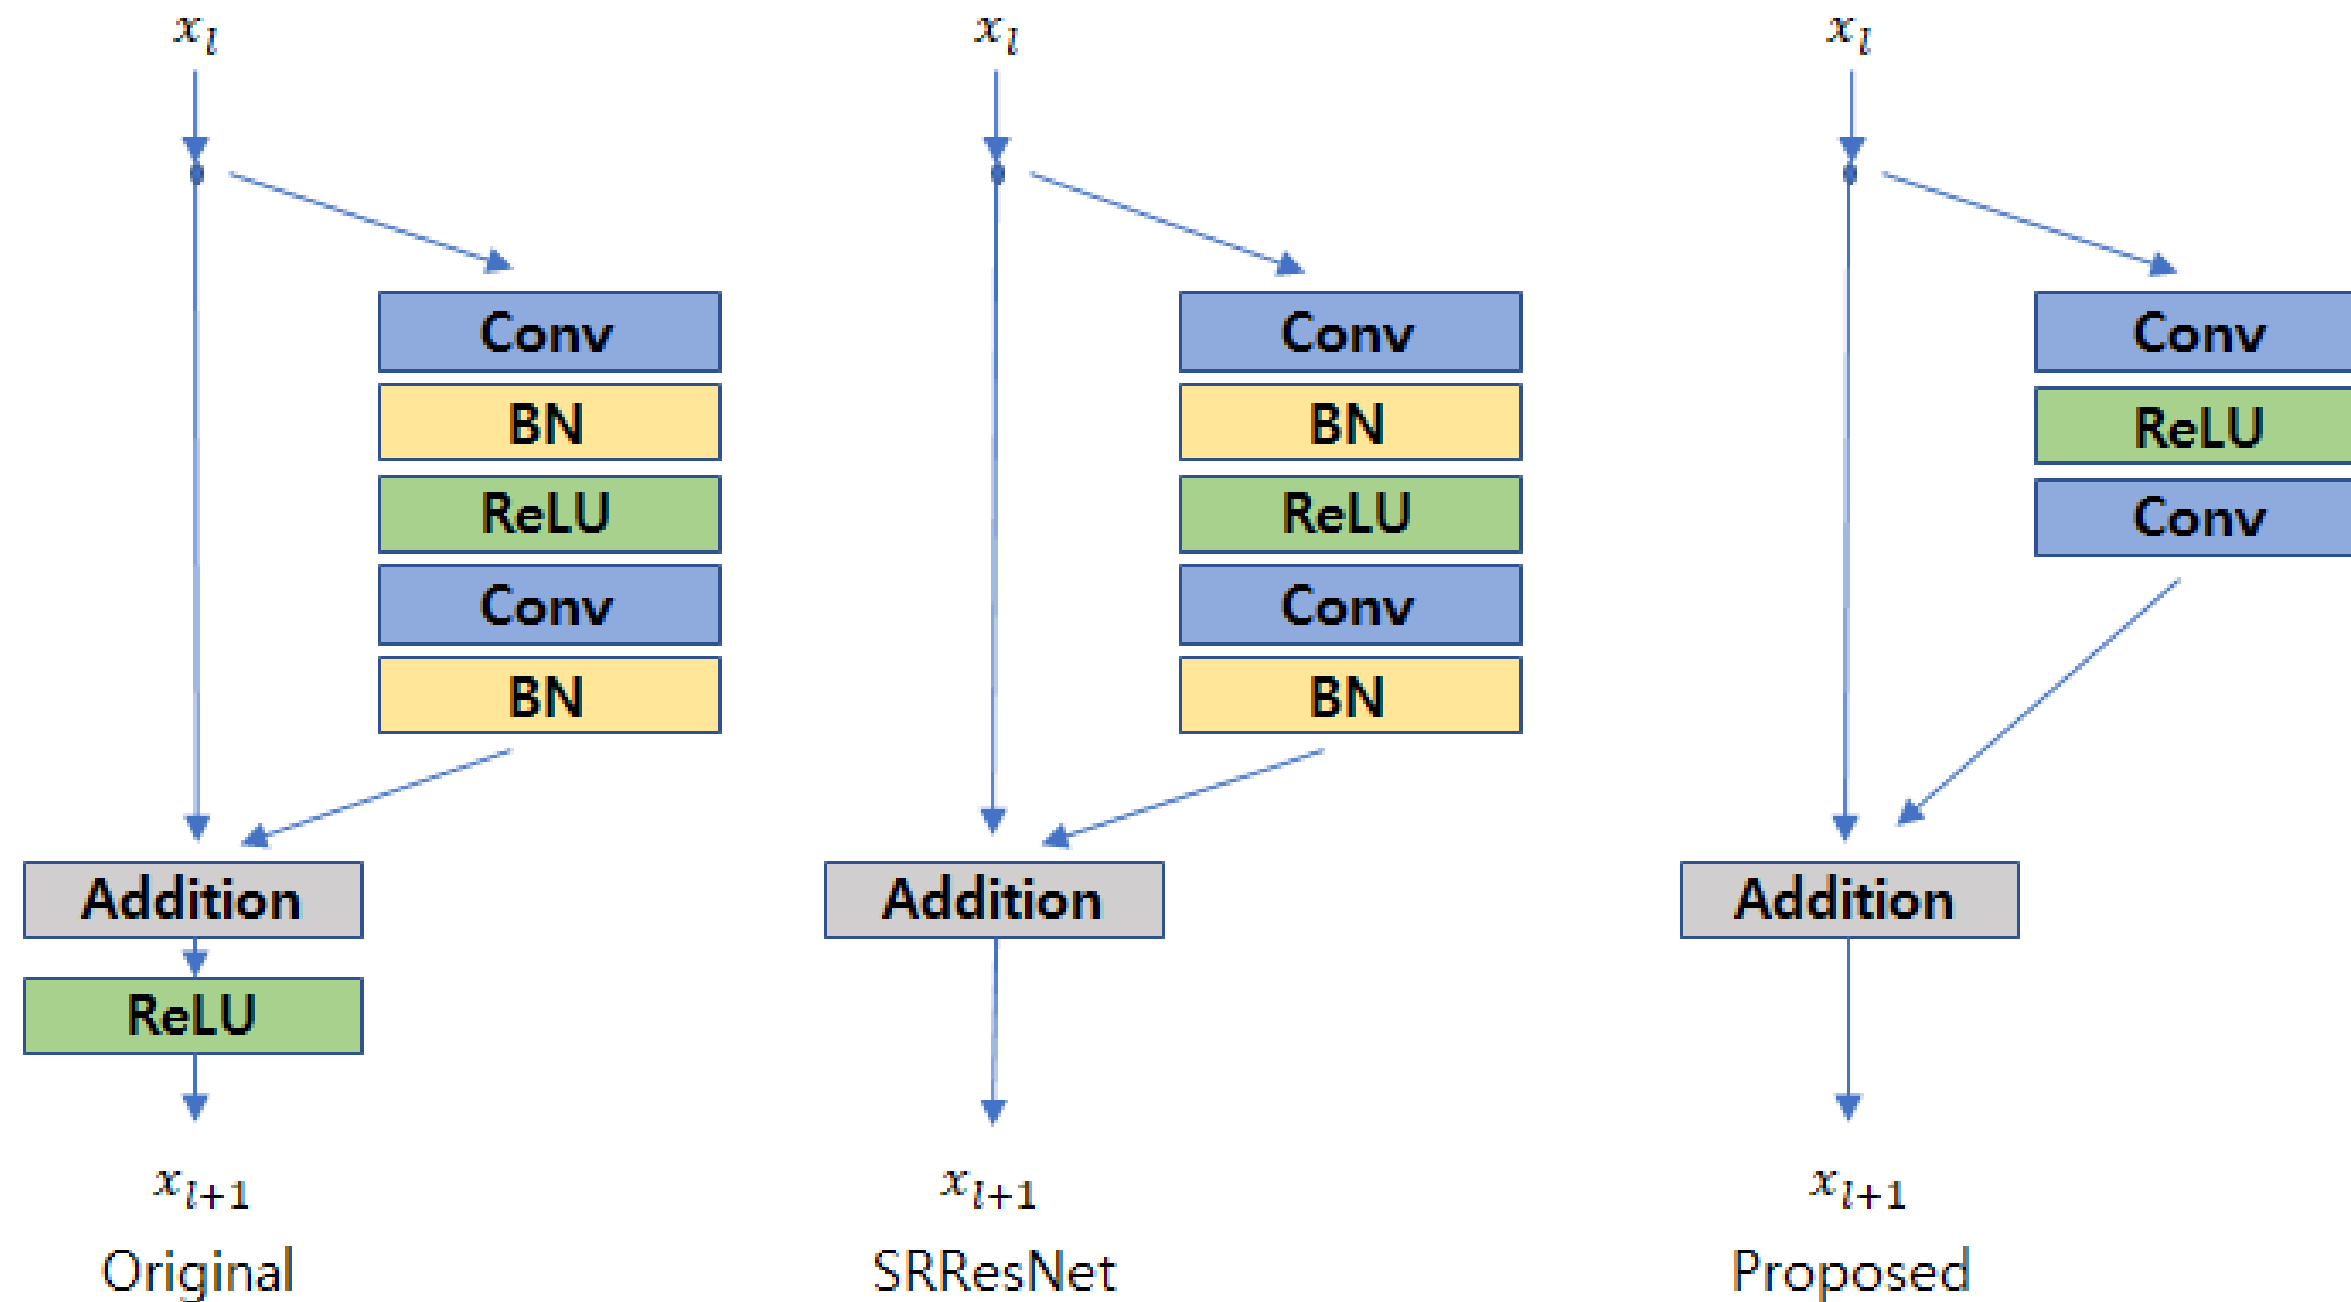 x_l
Conv
BN
ReLU
Conv
BN
Addition
ReLU
x_{l+1}
Original
x_l
Conv
BN
ReLU
Conv
BN
Addition
x_{l+1}
SRResNet
x_l
Conv
ReLU
Conv
Addition
x_{l+1}
Proposed